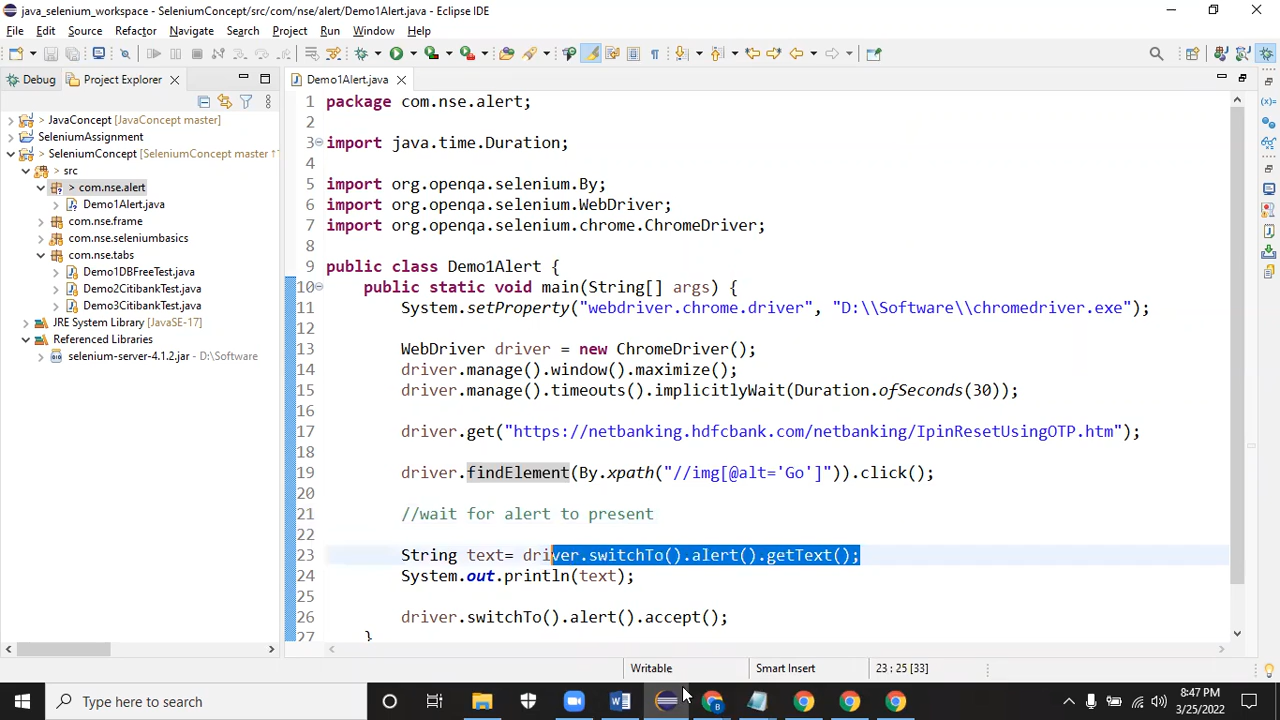 java_selenium_workspace - SeleniumConcept/src/com/nse/alert/Demo1Alert.java - Eclipse IDE
File Edit Source Refactor Navigate Search Project Run Window Help
Debug Project Explorer
Demo1Alert.java
> JavaConcept [JavaConcept master]
SeleniumAssignment
> SeleniumConcept [SeleniumConcept master ↑1
> src
> com.nse.alert
Demo1Alert.java
com.nse.frame
com.nse.seleniumbasics
com.nse.tabs
Demo1DBFreeTest.java
Demo2CitibankTest.java
Demo3CitibankTest.java
JRE System Library [JavaSE-17]
Referenced Libraries
selenium-server-4.1.2.jar - D:\Software
1 package com.nse.alert;
2
3 import java.time.Duration;
4
5 import org.openqa.selenium.By;
6 import org.openqa.selenium.WebDriver;
7 import org.openqa.selenium.chrome.ChromeDriver;
8
9 public class Demo1Alert {
10 public static void main(String[] args) {
11 System.setProperty("webdriver.chrome.driver", "D:\\Software\\chromedriver.exe");
12
13 WebDriver driver = new ChromeDriver();
14 driver.manage().window().maximize();
15 driver.manage().timeouts().implicitlyWait(Duration.ofSeconds(30));
16
17 driver.get("https://netbanking.hdfcbank.com/netbanking/IpinResetUsingOTP.htm");
18
19 driver.findElement(By.xpath("//img[@alt='Go']")).click();
20
21 //wait for alert to present
22
23 String text= driver.switchTo().alert().getText();
24 System.out.println(text);
25
26 driver.switchTo().alert().accept();
27 }
Writable Smart Insert 23 : 25 [33]
Type here to search
8:47 PM
3/25/2022